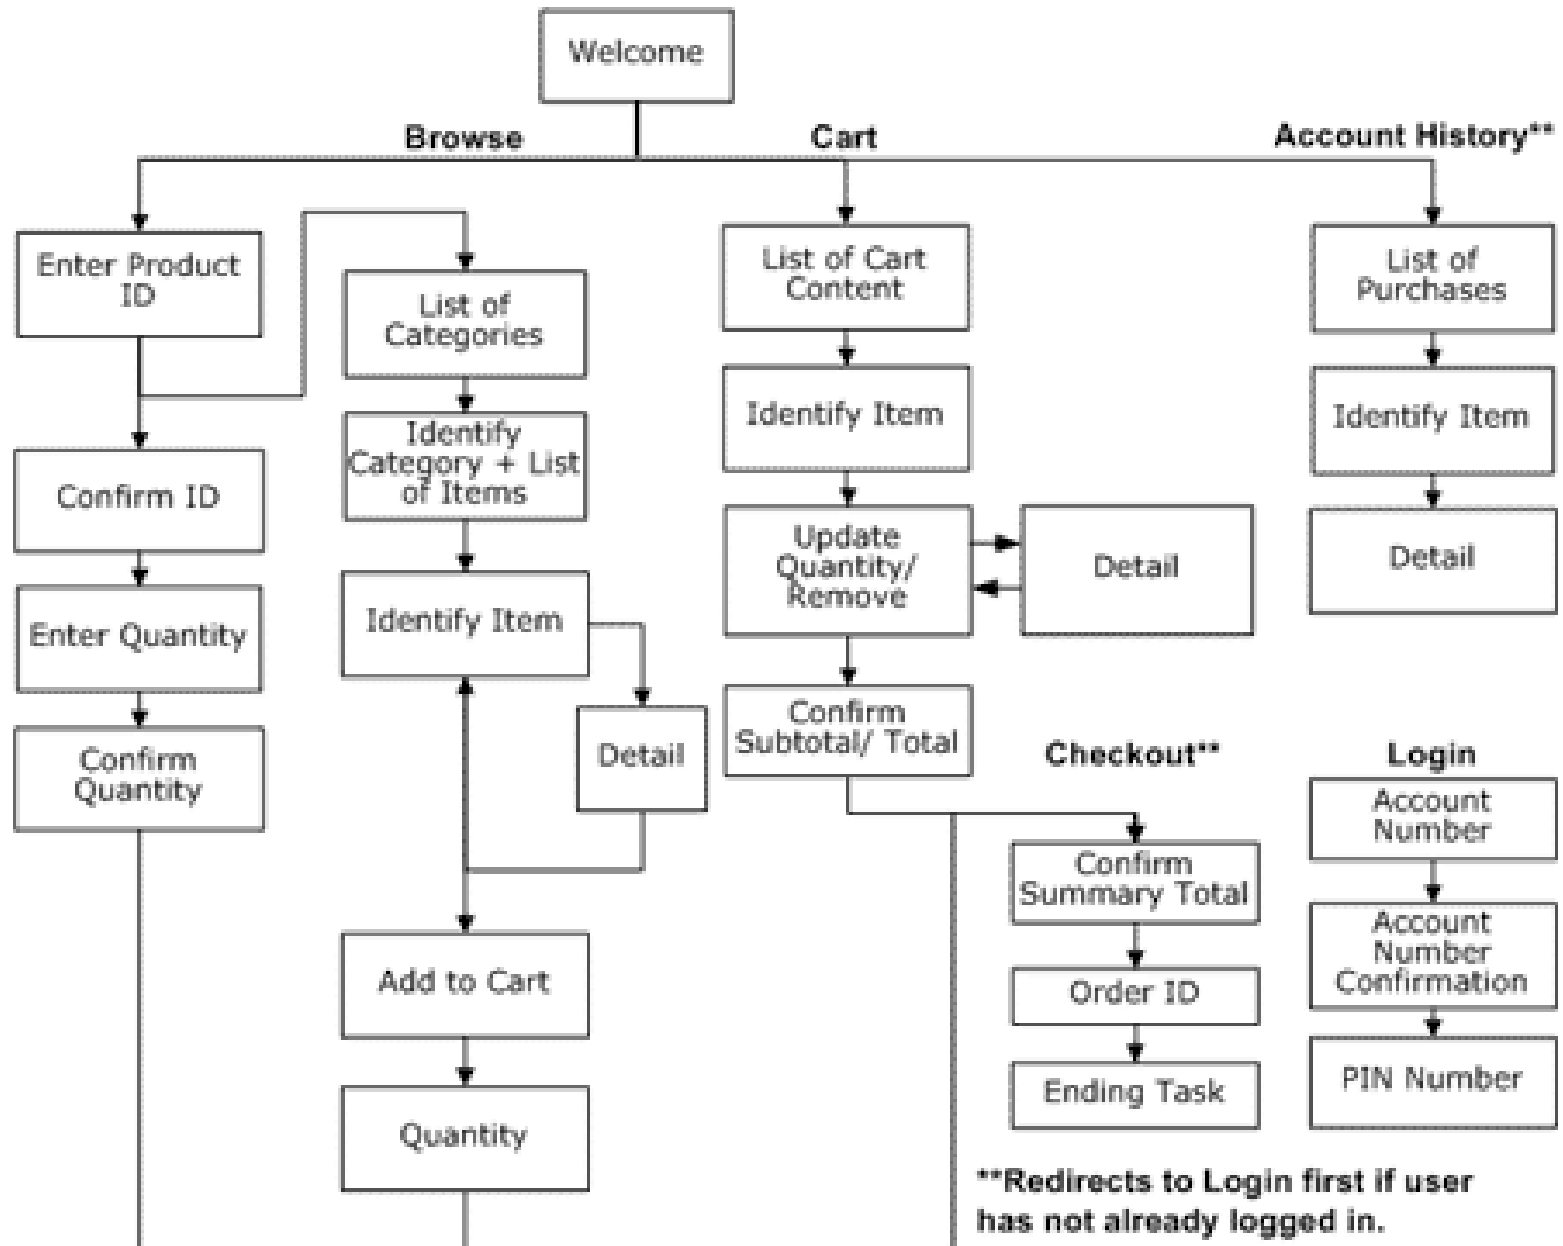 Welcome
Browse
Cart
Account History**
Enter Product
ID
Confirm ID
Enter Quantity
Confirm
Quantity
List of
Categories
Identify
Category + List
of Items
Identify Item
Detail
Add to Cart
Quantity
List of Cart
Content
Identify Item
Update
Quantity/
Remove
Detail
Confirm
Subtotal/ Total
List of
Purchases
Identify Item
Detail
Checkout**
Confirm
Summary Total
Order ID
Ending Task
Login
Account
Number
Account
Number
Confirmation
PIN Number
**Redirects to Login first if user
has not already logged in.